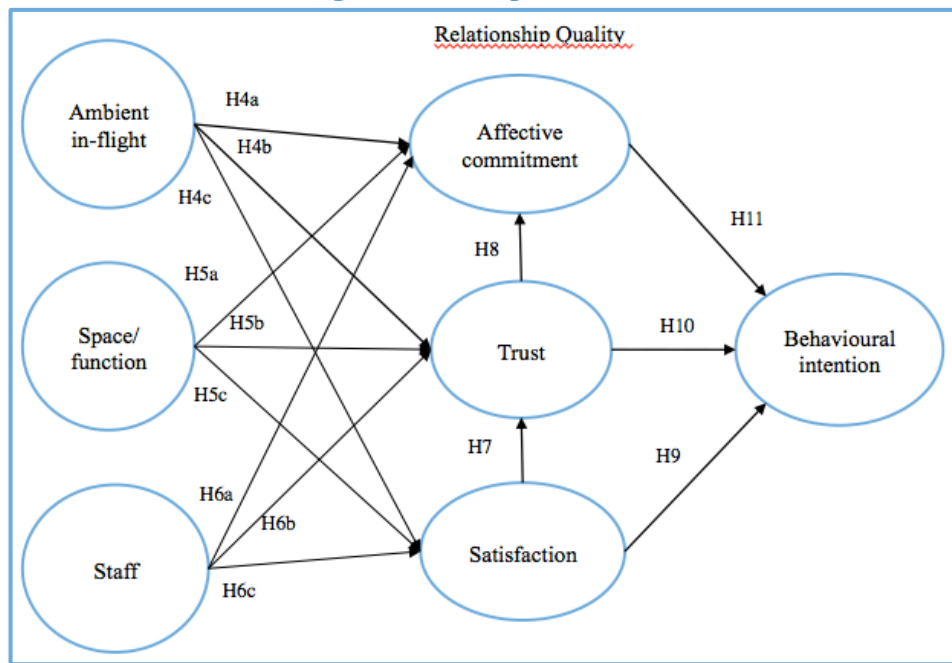 Relationship Quality
Ambient
in-flight
H4a
H4b
H4c
Affective
commitment
H11
H8
H5a
H5b
H5c
Space/
function
Trust
H10
Behavioural
intention
H7
H9
H6a
H6b
H6c
Staff
Satisfaction